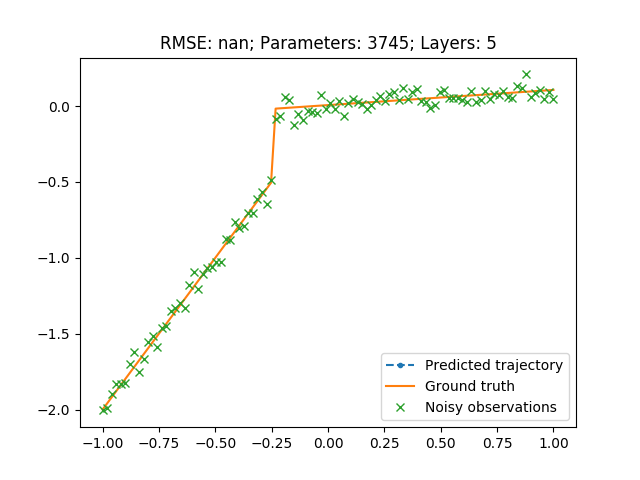 RMSE: nan; Parameters: 3745; Layers: 5
0.0
−0.5
−1.0
−1.5
−2.0
Predicted trajectory
Ground truth
Noisy observations
−1.00 −0.75 −0.50 −0.25 0.00 0.25 0.50 0.75 1.00